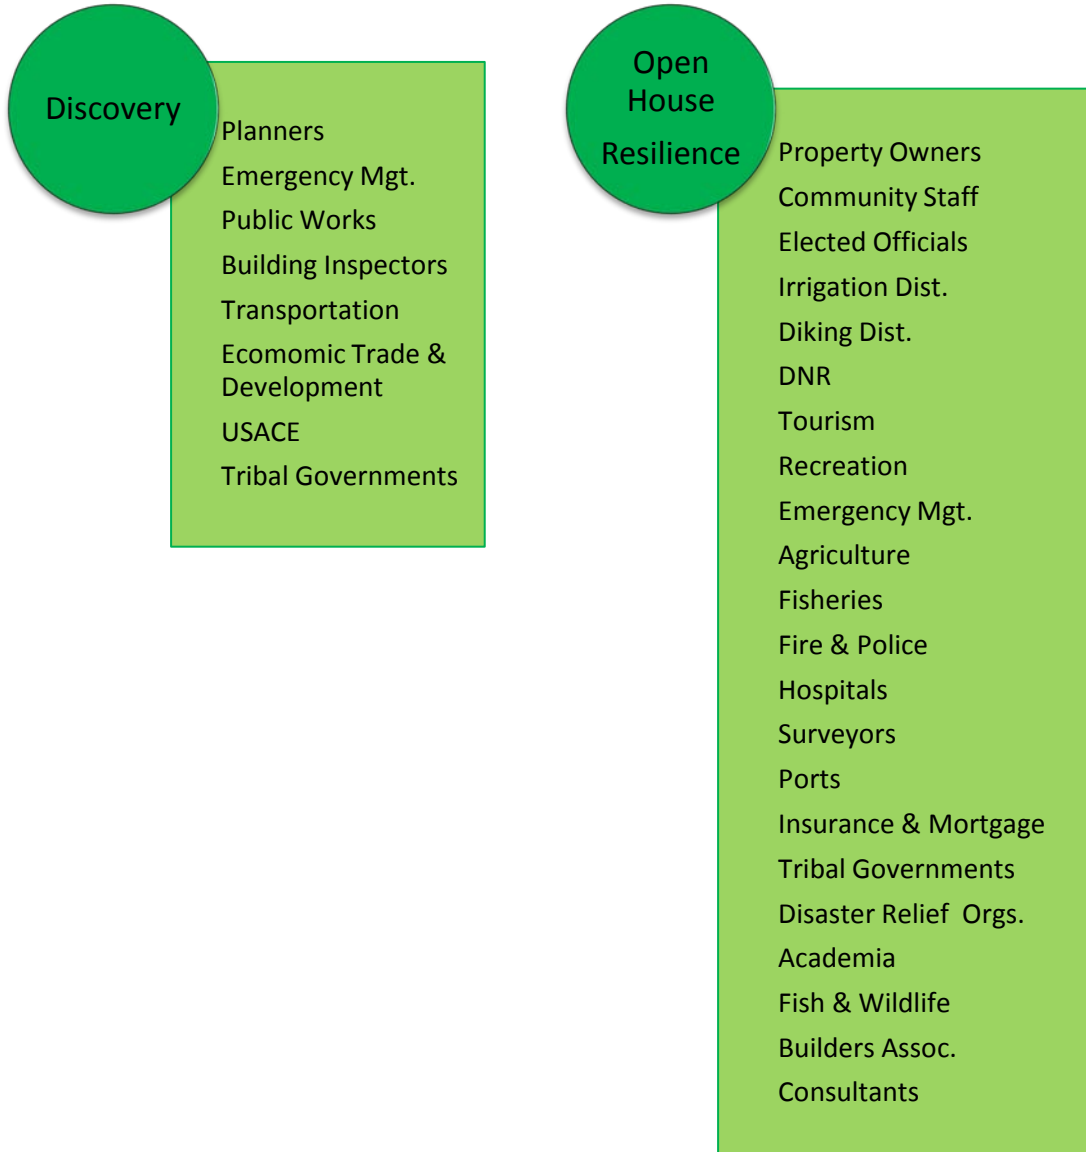 Discovery
Planners
Emergency Mgt.
Public Works
Building Inspectors
Transportation
Ecomomic Trade &
Development
USACE
Tribal Governments
Open
House
Resilience
Property Owners
Community Staff
Elected Officials
Irrigation Dist.
Diking Dist.
DNR
Tourism
Recreation
Emergency Mgt.
Agriculture
Fisheries
Fire & Police
Hospitals
Surveyors
Ports
Insurance & Mortgage
Tribal Governments
Disaster Relief  Orgs.
Academia
Fish & Wildlife
Builders Assoc.
Consultants